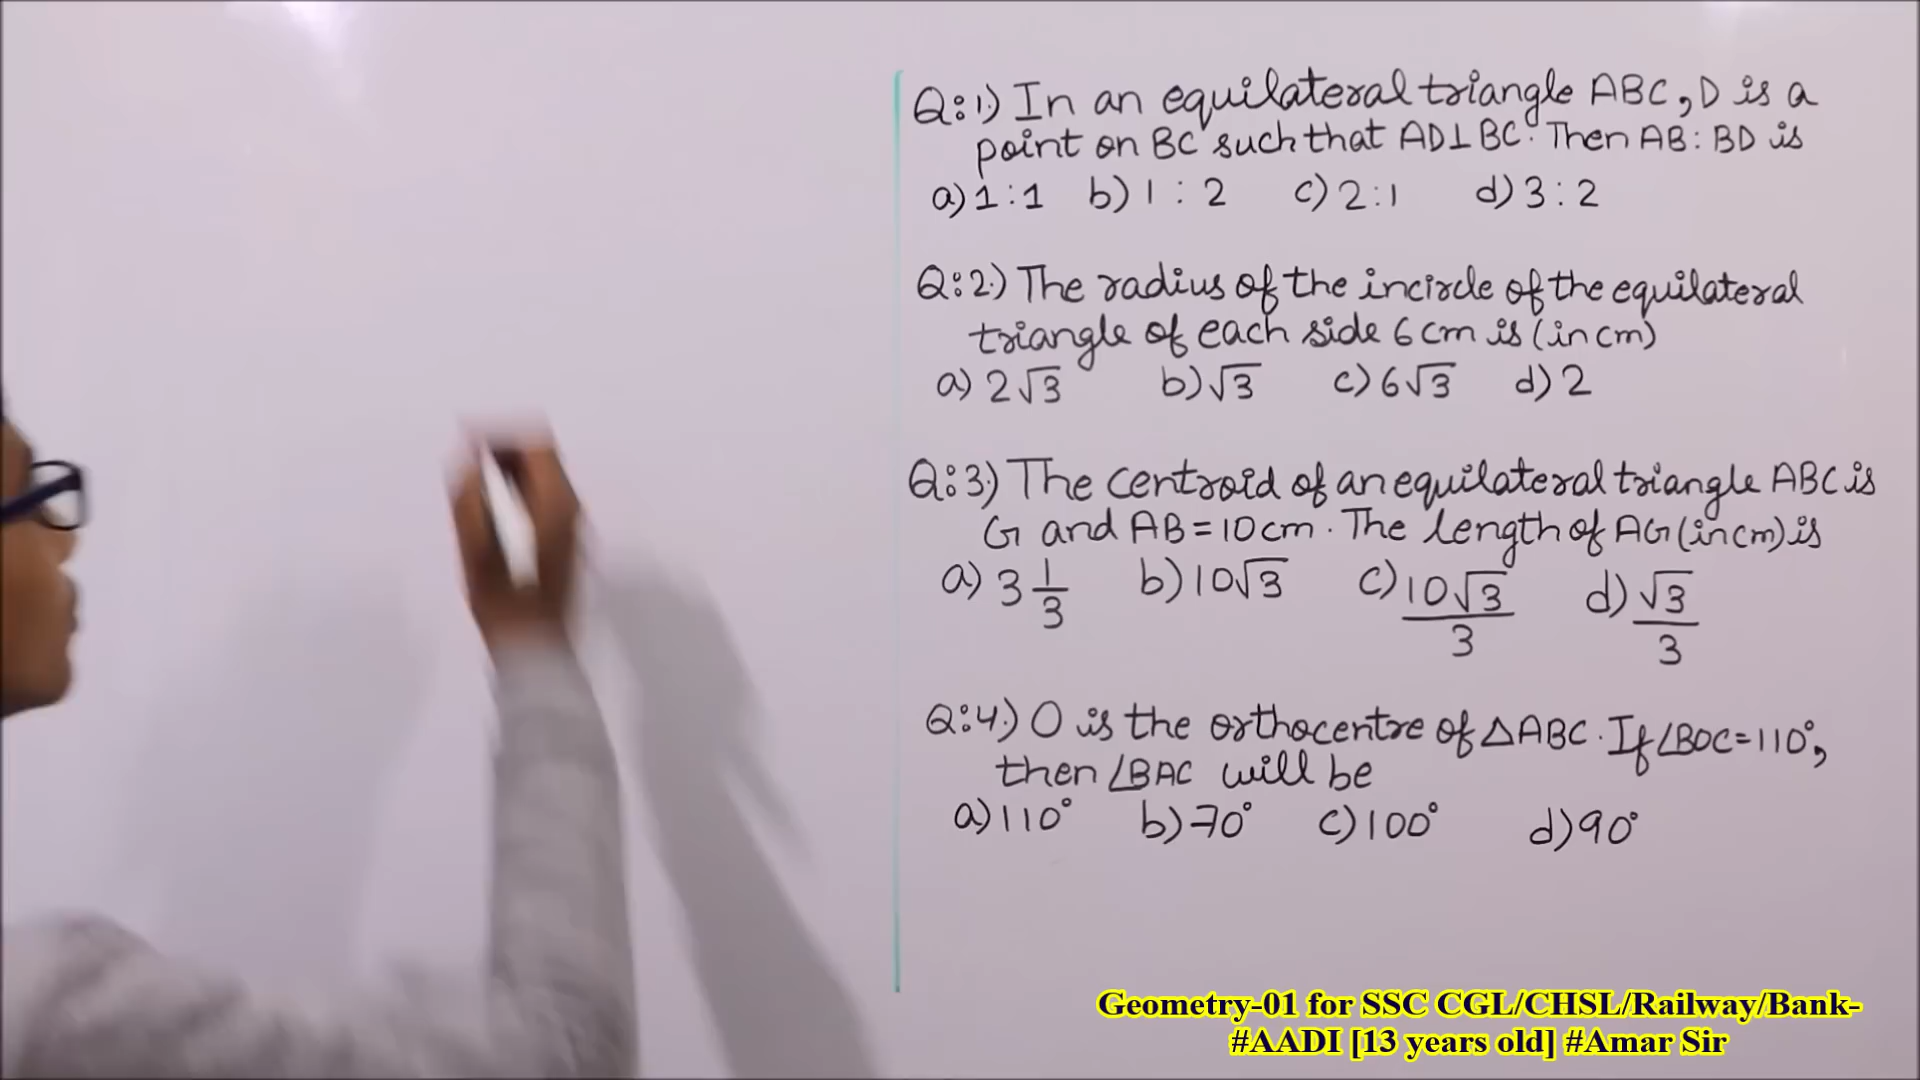 Q:1.) In an equilateral triangle ABC, D is a
point on BC such that AD⊥BC. Then AB : BD is
a) 1 : 1 b) 1 : 2 c) 2 : 1 d) 3 : 2
Q:2.) The radius of the incircle of the equilateral
triangle of each side 6 cm is (in cm)
a) 2√3 b) √3 c) 6√3 d) 2
Q:3.) The centroid of an equilateral triangle ABC is
G and AB = 10 cm. The length of AG (in cm) is
a) 3 1/3 b) 10√3 c) 10√3/3 d) √3/3
Q:4.) O is the orthocentre of △ABC. If ∠BOC = 110°,
then ∠BAC will be
a) 110° b) 70° c) 100° d) 90°
Geometry-01 for SSC CGL/CHSL/Railway/Bank-
#AADI [13 years old] #Amar Sir